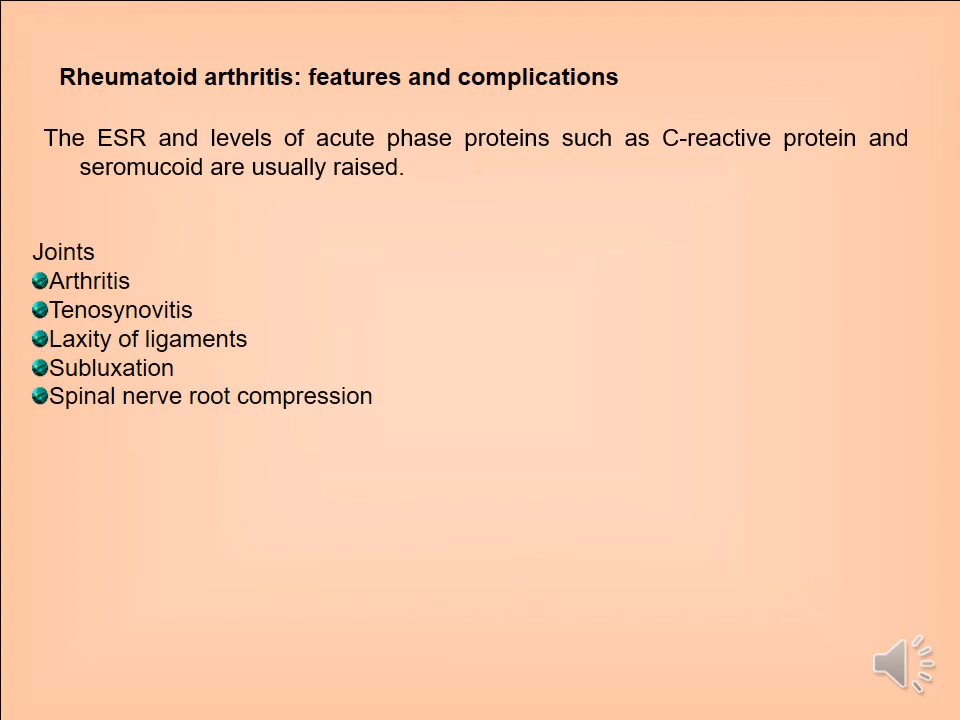 Rheumatoid arthritis: features and complications
The ESR and levels of acute phase proteins such as C-reactive protein and
seromucoid are usually raised.
Joints
Arthritis
Tenosynovitis
Laxity of ligaments
Subluxation
Spinal nerve root compression